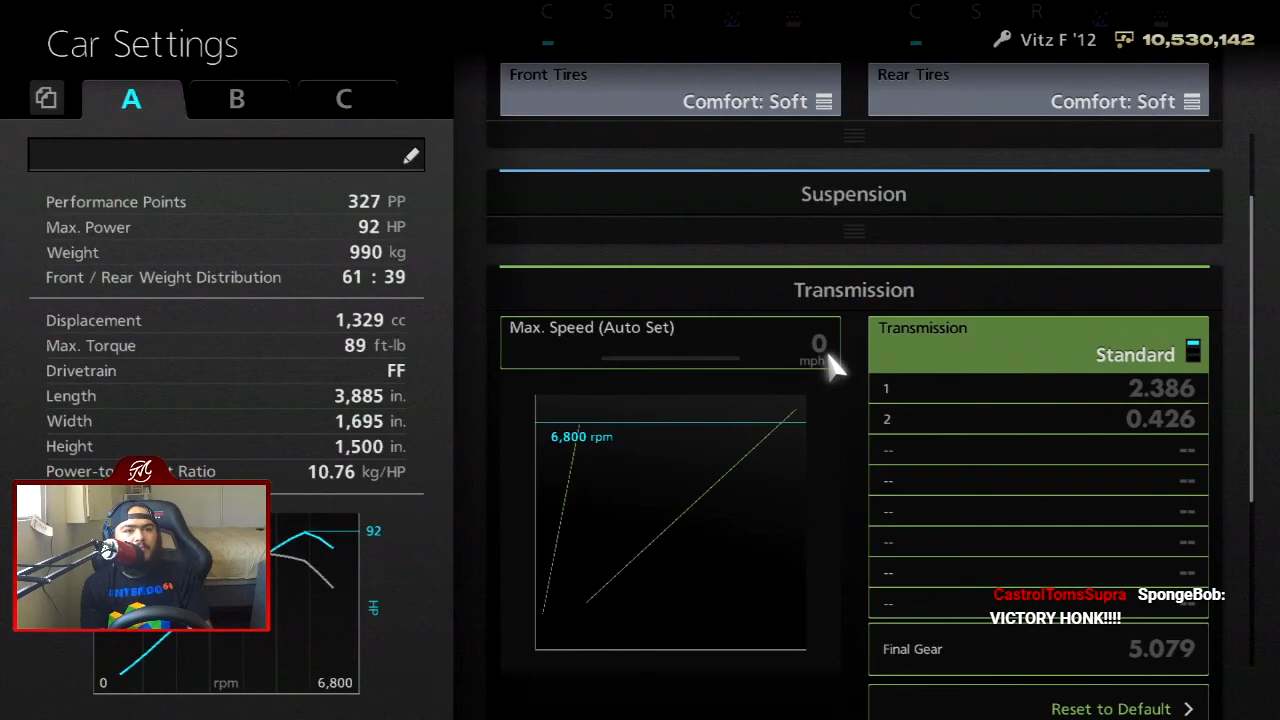 C S R
C S R
Car Settings
Vitz F '12
10,530,142
A
B
C
Front Tires
Comfort: Soft
Rear Tires
Comfort: Soft
Performance Points 327 PP
Max. Power 92 HP
Weight 990 kg
Front / Rear Weight Distribution 61 : 39
Displacement 1,329 cc
Max. Torque 89 ft-lb
Drivetrain FF
Length 3,885 in.
Width 1,695 in.
Height 1,500 in.
Ratio 10.76 kg/HP
92
HP
0 rpm 6,800
Suspension
Transmission
Max. Speed (Auto Set)
0
mph
6,800 rpm
Transmission
Standard
1 2.386
2 0.426
-- --
-- --
-- --
-- --
-- --
-- --
Final Gear 5.079
Reset to Default
CastrolTomsSupra SpongeBob:
VICTORY HONK!!!!